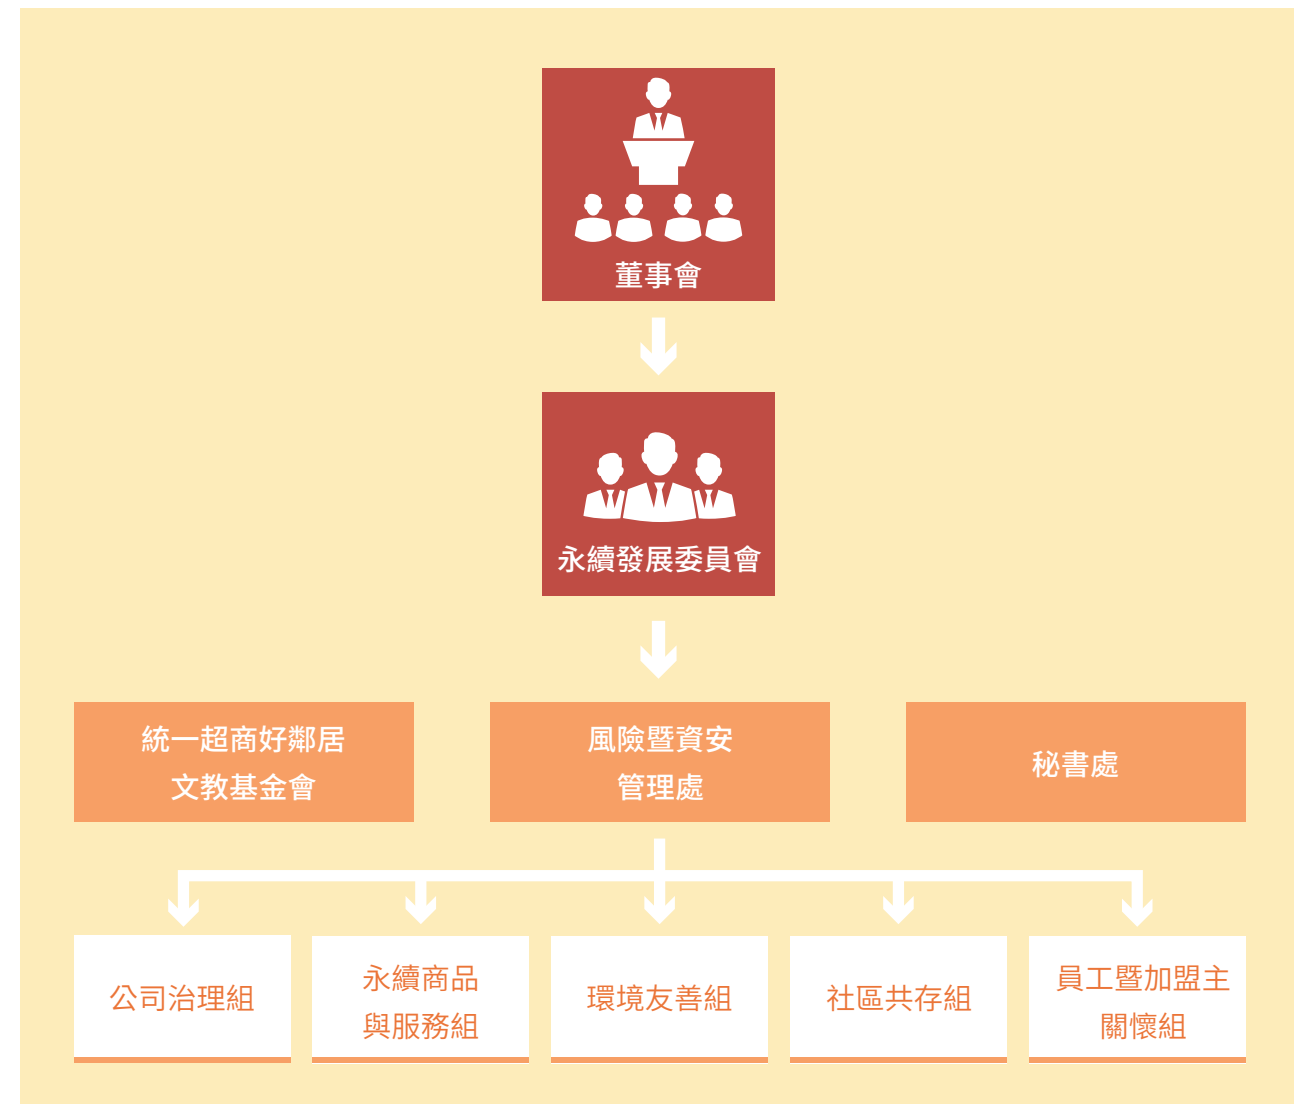 董事會
永續發展委員會
統一超商好鄰居
文教基金會
風險暨資安
管理處
秘書處
公司治理組
永續商品
與服務組
環境友善組
社區共存組
員工暨加盟主
關懷組